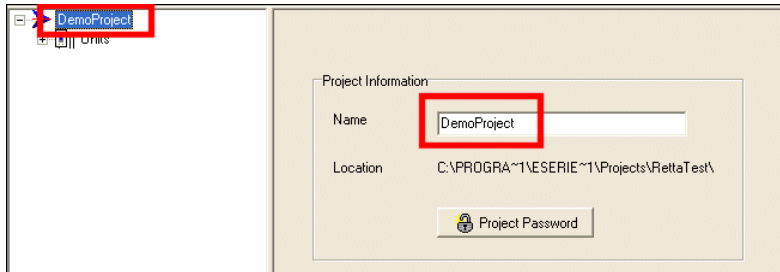 DemoProject
Units
Project Information
Name
DemoProject
Location
C:\PROGRA~1\ESERIE~1\Projects\RettaTest\
Project Password